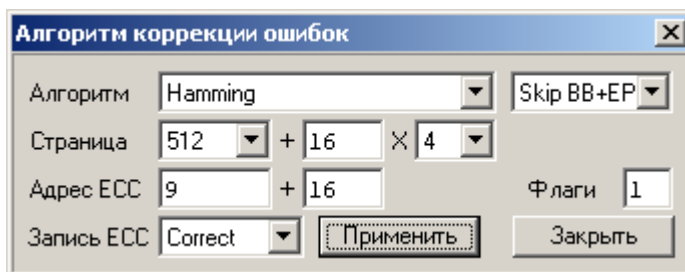 Алгоритм коррекции ошибок
Алгоритм Hamming Skip BB+EP
Страница 512 + 16 X 4
Адрес ECC 9 + 16 Флаги 1
Запись ECC Correct Применить Закрыть